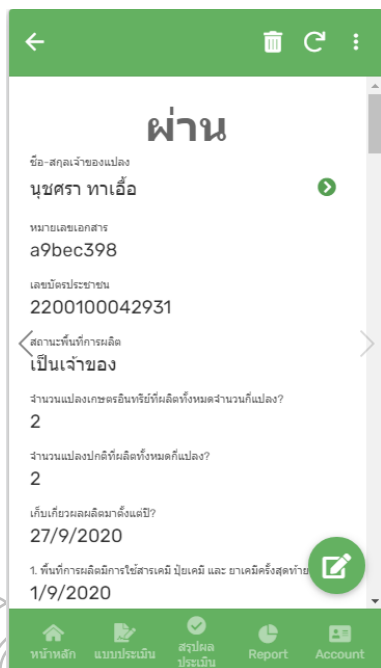 ผ่าน
ชื่อ-สกุลเจ้าของแปลง
นุชศรา ทาเอื้อ
หมายเลขเอกสาร
a9bec398
เลขบัตรประชาชน
2200100042931
สถานะพื้นที่การผลิต
เป็นเจ้าของ
จำนวนแปลงเกษตรอินทรีย์ที่ผลิตทั้งหมดจำนวนกี่แปลง?
2
จำนวนแปลงปกติที่ผลิตทั้งหมดกี่แปลง?
2
เก็บเกี่ยวผลผลิตมาตั้งแต่ปี?
27/9/2020
1. พื้นที่การผลิตมีการใช้สารเคมี ปุ๋ยเคมี และ ยาเคมีครั้งสุดท้าย
1/9/2020
หน้าหลัก แบบประเมิน สรุปผล Report Account
ประเมิน